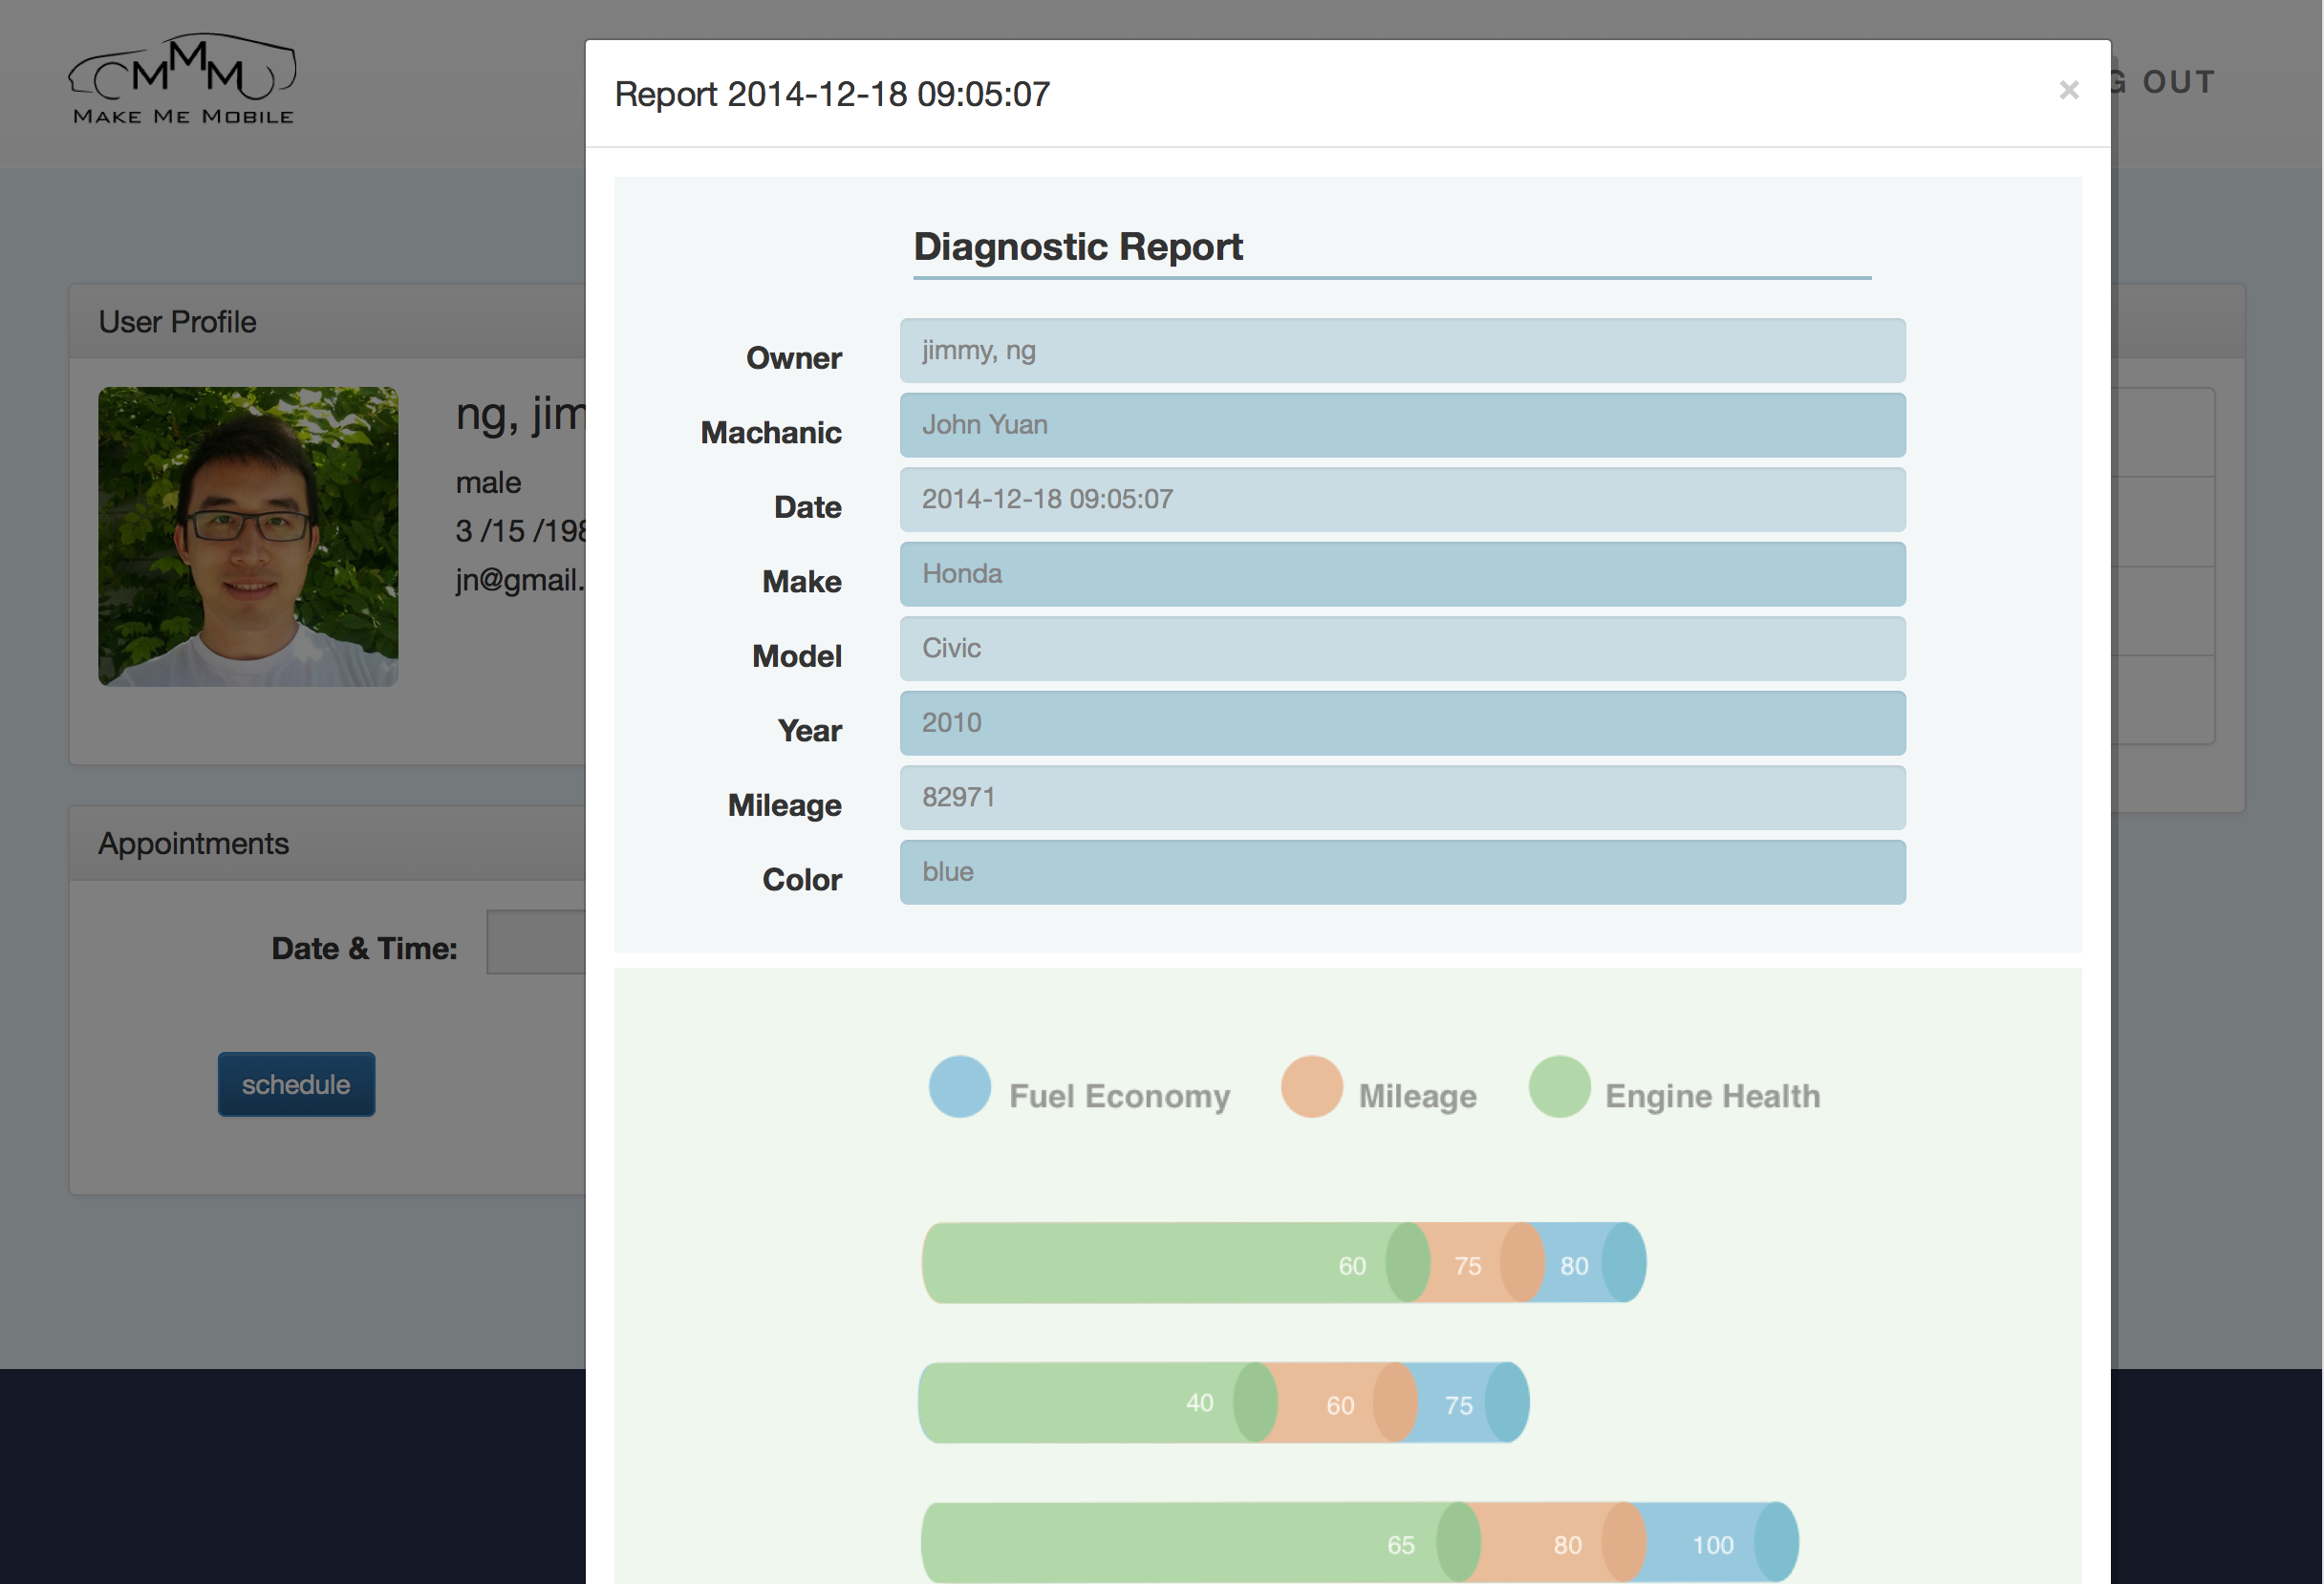 MMM
MAKE ME MOBILE
G OUT
Report 2014-12-18 09:05:07
×
User Profile
ng, jim
male
3 /15 /198
jn@gmail.
Appointments
Date & Time:
schedule
Diagnostic Report
Owner jimmy, ng
Machanic John Yuan
Date 2014-12-18 09:05:07
Make Honda
Model Civic
Year 2010
Mileage 82971
Color blue
Fuel Economy Mileage Engine Health
60 75 80
40 60 75
65 80 100